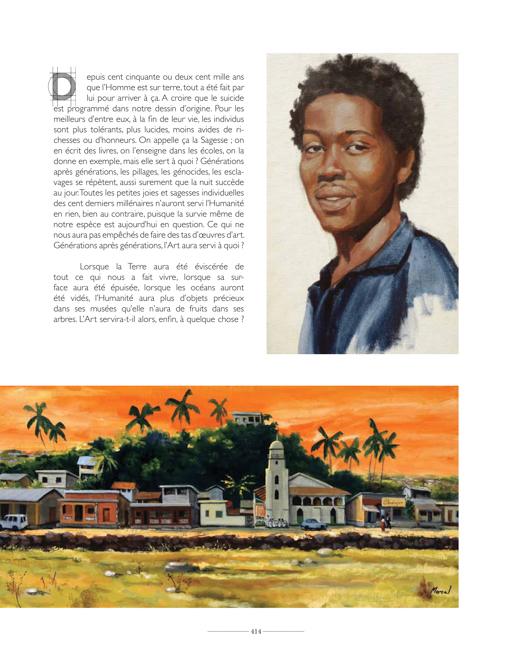 Depuis cent cinquante ou deux cent mille ans
que l'Homme est sur terre, tout a été fait par
lui pour arriver à ça. A croire que le suicide
est programmé dans notre dessin d'origine. Pour les
meilleurs d'entre eux, à la fin de leur vie, les individus
sont plus tolérants, plus lucides, moins avides de ri-
chesses ou d'honneurs. On appelle ça la Sagesse ; on
en écrit des livres, on l'enseigne dans les écoles, on la
donne en exemple, mais elle sert à quoi ? Générations
après générations, les pillages, les génocides, les escla-
vages se répètent, aussi surement que la nuit succède
au jour. Toutes les petites joies et sagesses individuelles
des cent derniers millénaires n'auront servi l'Humanité
en rien, bien au contraire, puisque la survie même de
notre espèce est aujourd'hui en question. Ce qui ne
nous aura pas empêchés de faire des tas d'œuvres d'art.
Générations après générations, l'Art aura servi à quoi ?
Lorsque la Terre aura été éviscérée de
tout ce qui nous a fait vivre, lorsque sa sur-
face aura été épuisée, lorsque les océans auront
été vidés, l'Humanité aura plus d'objets précieux
dans ses musées qu'elle n'aura de fruits dans ses
arbres. L'Art servira-t-il alors, enfin, à quelque chose ?
Marcel
414